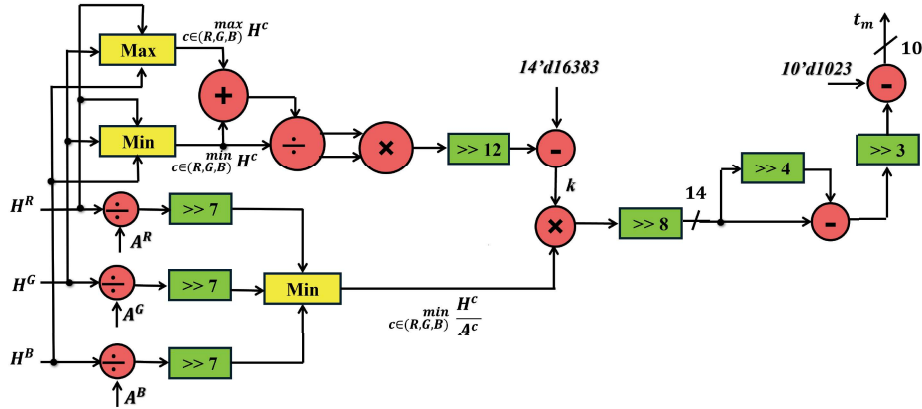 max
c∈(R,G,B) H^c
Max
t_m
10
14'd16383
10'd1023
-
+
Min
÷
×
>> 12
-
>> 3
min
c∈(R,G,B) H^c
k
>> 4
14
H^R
÷
>> 7
×
>> 8
-
A^R
H^G
÷
>> 7
Min
min
c∈(R,G,B) H^c/A^c
A^G
H^B
÷
>> 7
A^B